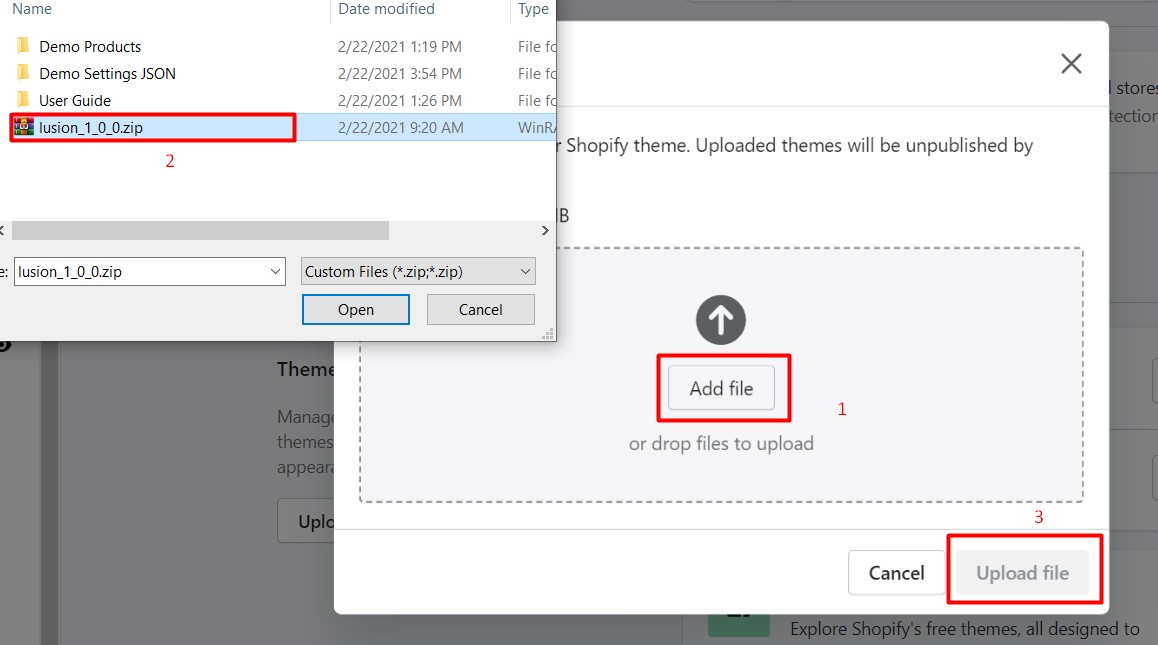 Name Date modified Type
Demo Products 2/22/2021 1:19 PM File fo
Demo Settings JSON 2/22/2021 3:54 PM File fo
User Guide 2/22/2021 1:26 PM File fo
lusion_1_0_0.zip 2/22/2021 9:20 AM WinRA
2
e: lusion_1_0_0.zip Custom Files (*.zip;*.zip)
Open Cancel
l stores
tection
r Shopify theme. Uploaded themes will be unpublished by
IB
Add file
1
or drop files to upload
Theme
Manage
themes
appeara
Uplo
3
Cancel Upload file
Explore Shopify's free themes, all designed to